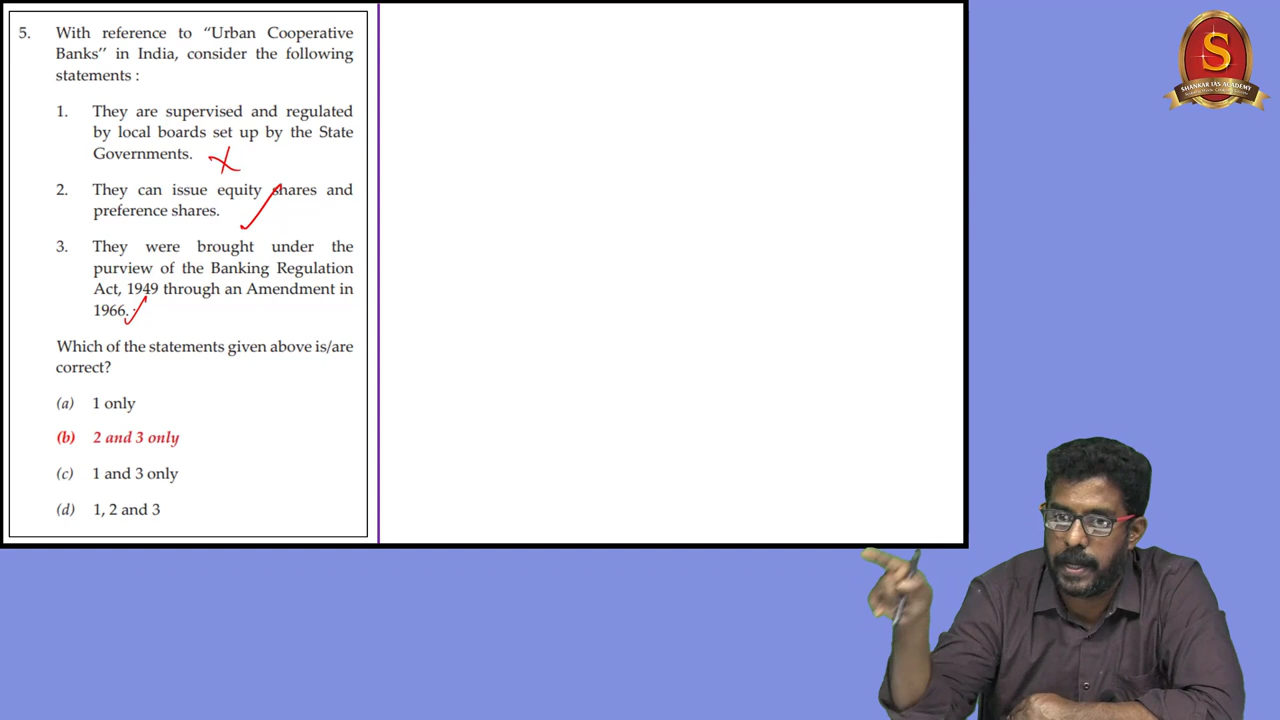 5. With reference to “Urban Cooperative
Banks’’ in India, consider the following
statements :
1. They are supervised and regulated
by local boards set up by the State
Governments.
2. They can issue equity shares and
preference shares.
3. They were brought under the
purview of the Banking Regulation
Act, 1949 through an Amendment in
1966.
Which of the statements given above is/are
correct?
(a) 1 only
(b) 2 and 3 only
(c) 1 and 3 only
(d) 1, 2 and 3
S
SHANKAR IAS ACADEMY